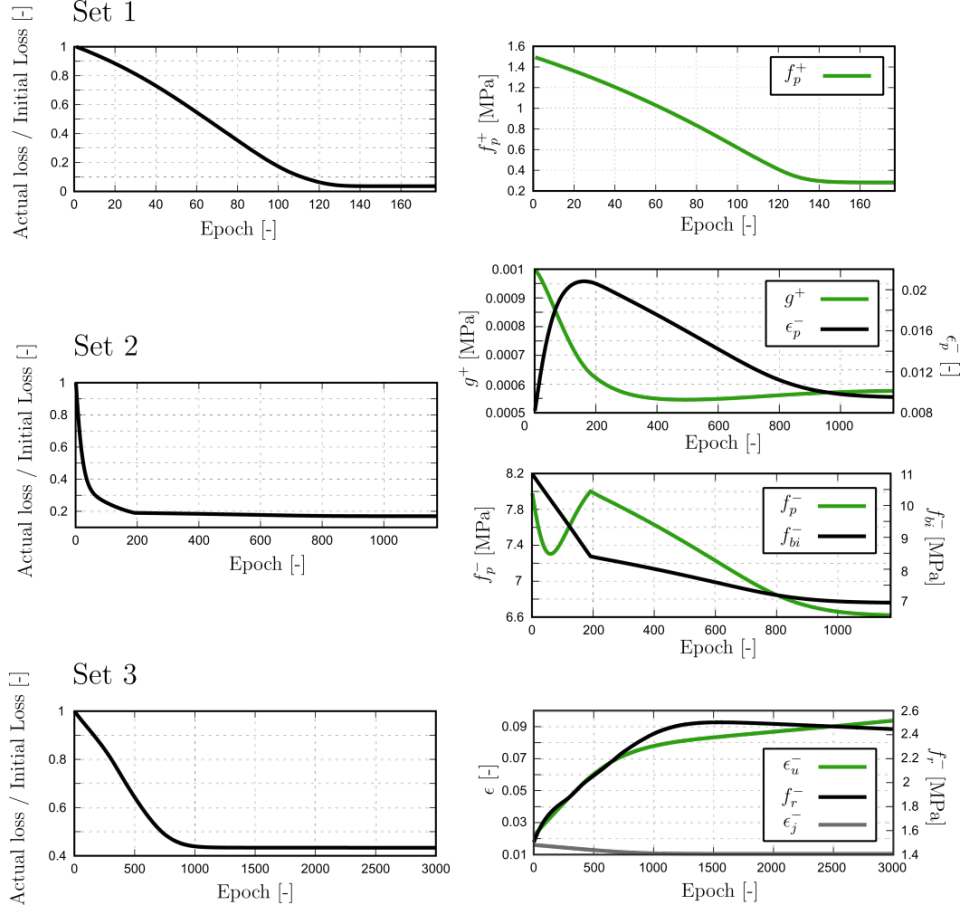 Set 1
Actual loss / Initial Loss [-]
1
0.8
0.6
0.4
0.2
0
0 20 40 60 80 100 120 140 160
Epoch [-]
f_p^+ [MPa]
1.6
1.4
1.2
1
0.8
0.6
0.4
0.2
f_p^+
0 20 40 60 80 100 120 140 160
Epoch [-]
Set 2
Actual loss / Initial Loss [-]
1
0.8
0.6
0.4
0.2
0 200 400 600 800 1000
Epoch [-]
g^+ [MPa]
0.001
0.0009
0.0008
0.0007
0.0006
0.0005
g^+
ϵ_p^-
0.02
0.016
0.012
0.008
ϵ_p^- [-]
0 200 400 600 800 1000
Epoch [-]
f_p^- [MPa]
8.2
7.8
7.4
7
6.6
f_p^-
f_{bi}^-
11
10
9
8
7
f_{bi}^- [MPa]
0 200 400 600 800 1000
Epoch [-]
Set 3
Actual loss / Initial Loss [-]
1
0.8
0.6
0.4
0 500 1000 1500 2000 2500 3000
Epoch [-]
ϵ [-]
0.09
0.07
0.05
0.03
0.01
ϵ_u^-
f_r^-
ϵ_j^-
2.6
2.4
2.2
2
1.8
1.6
1.4
f_r^- [MPa]
0 500 1000 1500 2000 2500 3000
Epoch [-]